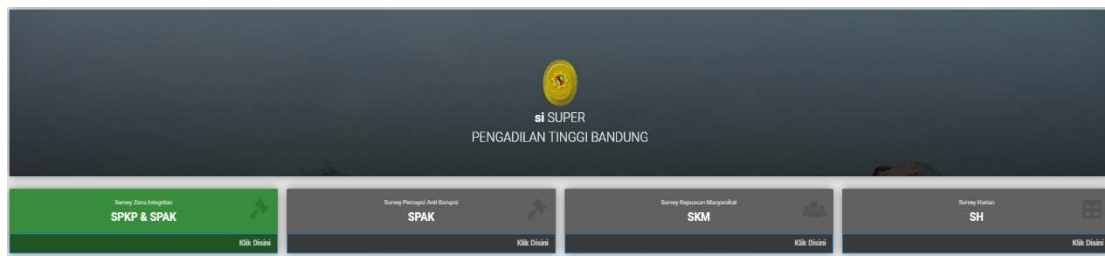 si SUPER
PENGADILAN TINGGI BANDUNG
Survey Zona Integritas
SPKP & SPAK
Klik Disini
Survey Persepsi Anti Korupsi
SPAK
Klik Disini
Survey Kepuasan Masyarakat
SKM
Klik Disini
Survey Harian
SH
Klik Disini